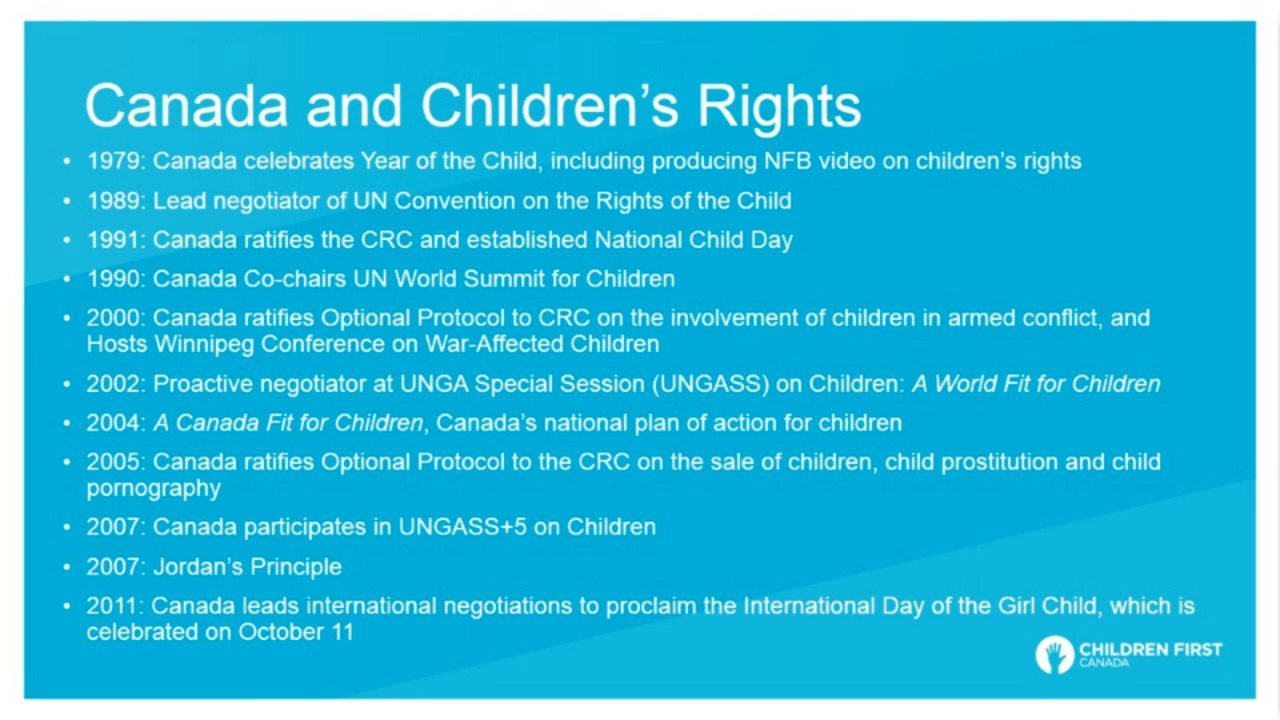 Canada and Children's Rights
• 1979: Canada celebrates Year of the Child, including producing NFB video on children's rights
• 1989: Lead negotiator of UN Convention on the Rights of the Child
• 1991: Canada ratifies the CRC and established National Child Day
• 1990: Canada Co-chairs UN World Summit for Children
• 2000: Canada ratifies Optional Protocol to CRC on the involvement of children in armed conflict, and
Hosts Winnipeg Conference on War-Affected Children
• 2002: Proactive negotiator at UNGA Special Session (UNGASS) on Children: A World Fit for Children
• 2004: A Canada Fit for Children, Canada's national plan of action for children
• 2005: Canada ratifies Optional Protocol to the CRC on the sale of children, child prostitution and child
pornography
• 2007: Canada participates in UNGASS+5 on Children
• 2007: Jordan's Principle
• 2011: Canada leads international negotiations to proclaim the International Day of the Girl Child, which is
celebrated on October 11
CHILDREN FIRST
CANADA